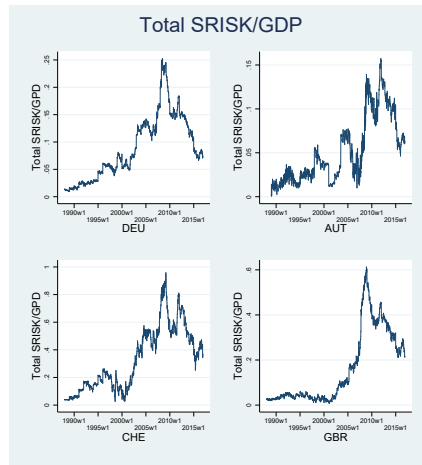 Total SRISK/GDP
Total SRISK/GPD
0 .05 .1 .15 .2 .25
1990w1 1995w1 2000w1 2005w1 2010w1 2015w1
DEU
Total SRISK/GPD
0 .05 .1 .15
1990w1 1995w1 2000w1 2005w1 2010w1 2015w1
AUT
Total SRISK/GPD
0 .2 .4 .6 .8 1
1990w1 1995w1 2000w1 2005w1 2010w1 2015w1
CHE
Total SRISK/GPD
0 .2 .4 .6
1990w1 1995w1 2000w1 2005w1 2010w1 2015w1
GBR